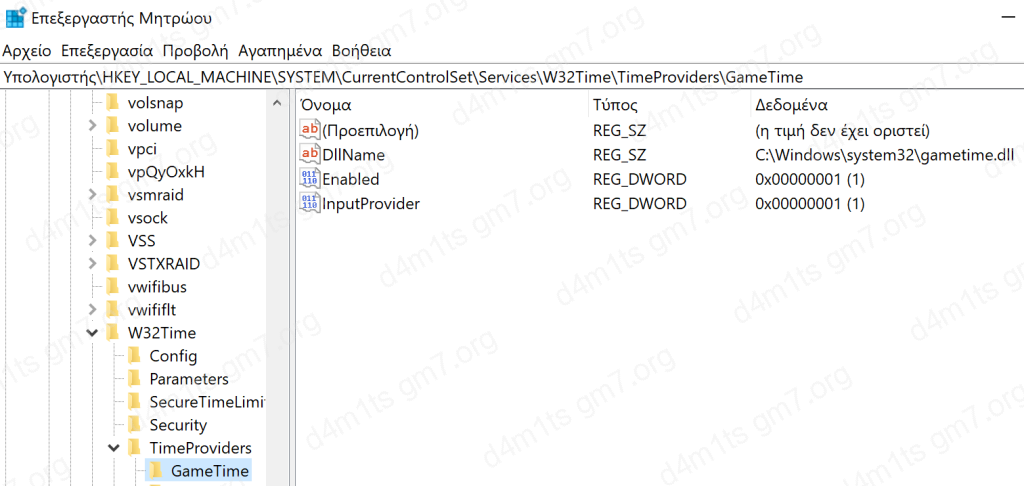 Επεξεργαστής Μητρώου
Αρχείο Επεξεργασία Προβολή Αγαπημένα Βοήθεια
Υπολογιστής\HKEY_LOCAL_MACHINE\SYSTEM\CurrentControlSet\Services\W32Time\TimeProviders\GameTime
volsnap
volume
vpci
vpQyOxkH
vsmraid
vsock
VSS
VSTXRAID
vwifibus
vwififlt
W32Time
Config
Parameters
SecureTimeLimi
Security
TimeProviders
GameTime
Όνομα Τύπος Δεδομένα
(Προεπιλογή) REG_SZ (η τιμή δεν έχει οριστεί)
DllName REG_SZ C:\Windows\system32\gametime.dll
Enabled REG_DWORD 0x00000001 (1)
InputProvider REG_DWORD 0x00000001 (1)
d4m1ts gm7.org